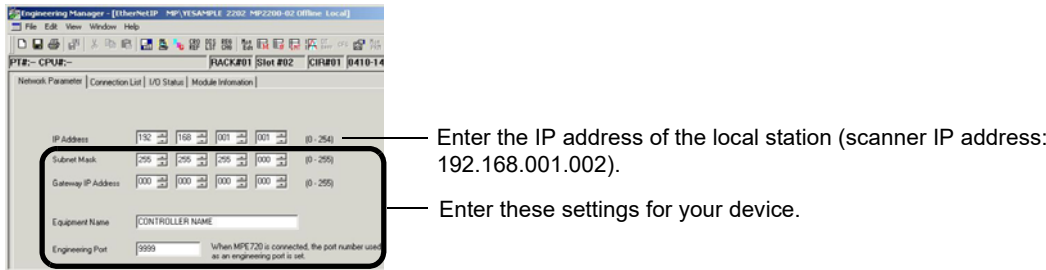 Engineering Manager - [EtherNet/IP MP\YESAMPLE 2202 MP2200-02 Offline Local]
File Edit View Window Help
PT#:- CPU#:- RACK#01 Slot #02 CIR#01 0410-14
Network Parameter Connection List I/O Status Module Infomation
IP Address 192 168 001 001 (0 - 254)
Enter the IP address of the local station (scanner IP address:
192.168.001.002).
Subnet Mask 255 255 255 000 (0 - 255)
Gateway IP Address 000 000 000 000 (0 - 255)
Enter these settings for your device.
Equipment Name CONTROLLER NAME
Engineering Port 9999 When MPE720 is connected, the port number used
as an engineering port is set.